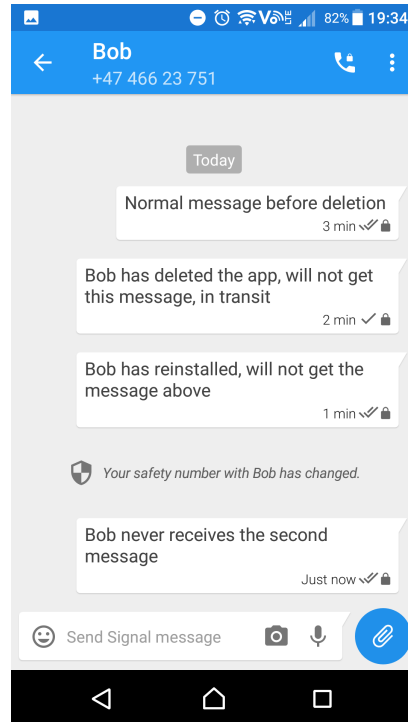 82% 19:34
Bob
+47 466 23 751
Today
Normal message before deletion
3 min
Bob has deleted the app, will not get
this message, in transit
2 min
Bob has reinstalled, will not get the
message above
1 min
Your safety number with Bob has changed.
Bob never receives the second
message
Just now
Send Signal message